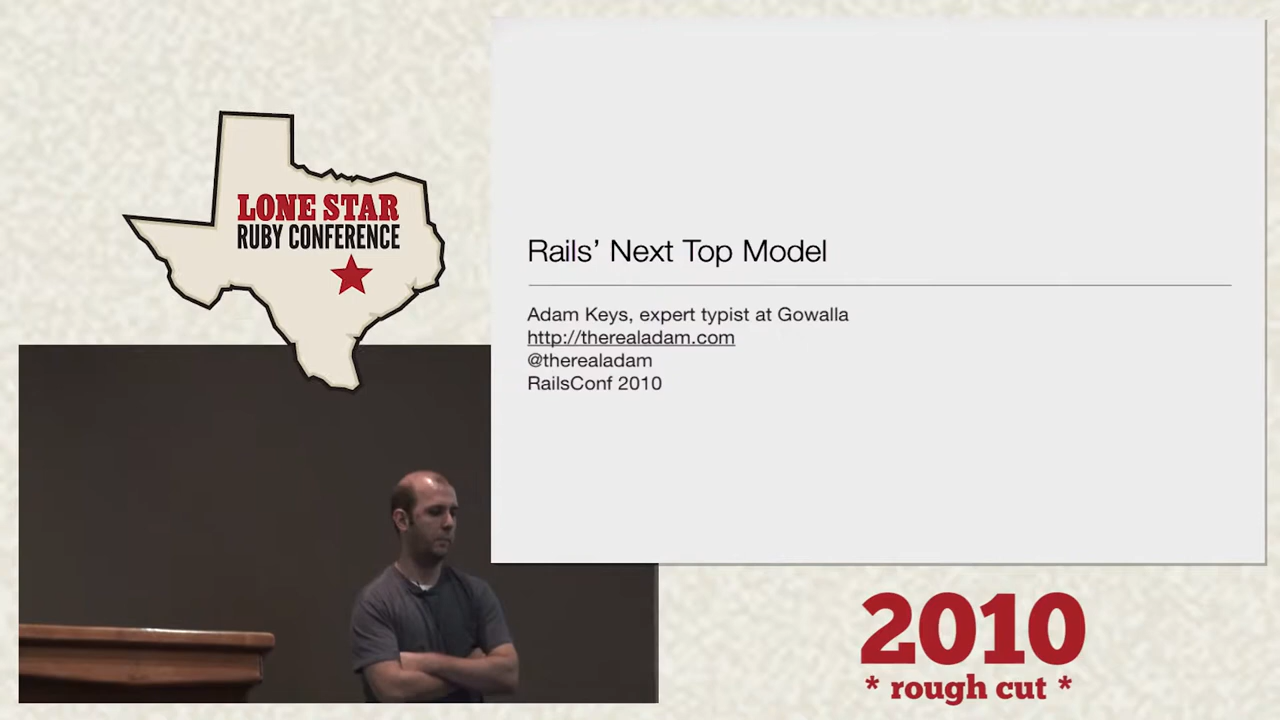 LONE STAR
RUBY CONFERENCE
Rails’ Next Top Model
Adam Keys, expert typist at Gowalla
http://therealadam.com
@therealadam
RailsConf 2010
2010
* rough cut *